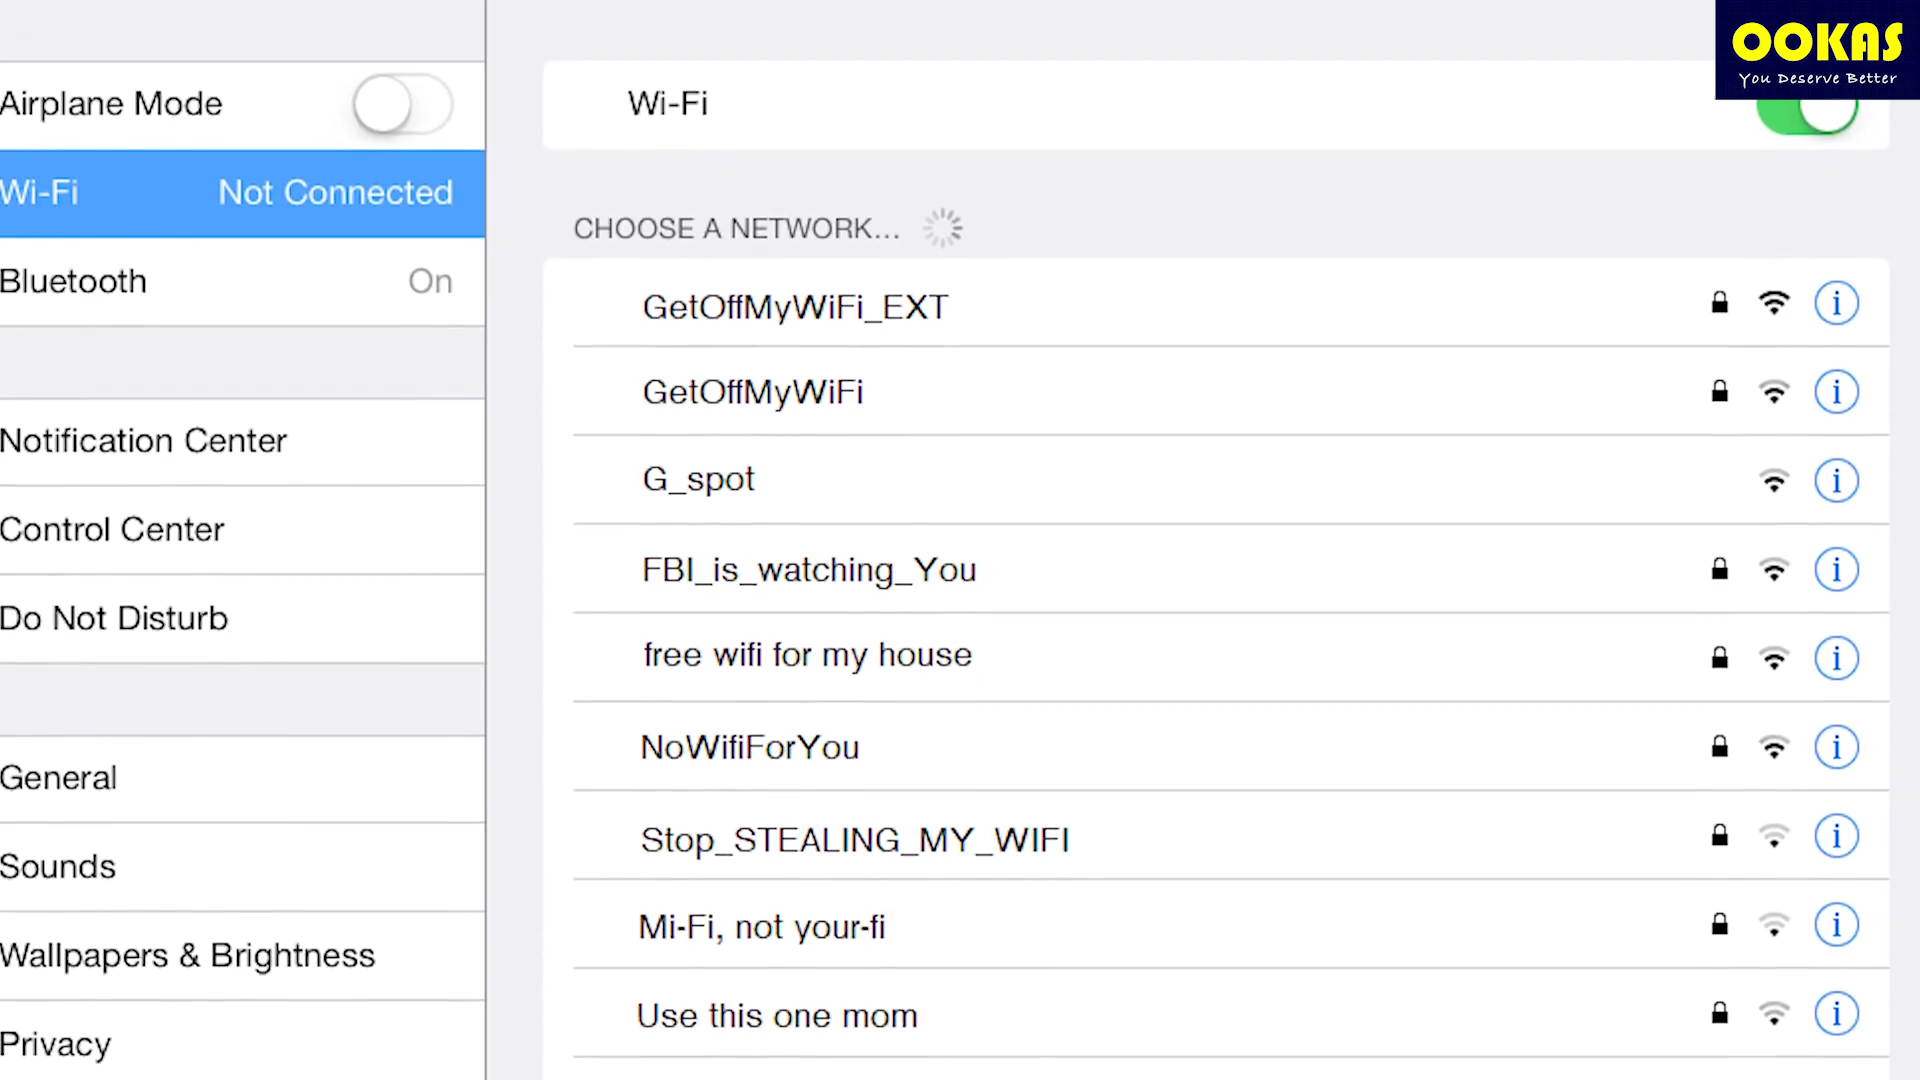 OOKAS
You Deserve Better
Airplane Mode
Wi-Fi Not Connected
Bluetooth On
Notification Center
Control Center
Do Not Disturb
General
Sounds
Wallpapers & Brightness
Privacy
Wi-Fi
CHOOSE A NETWORK...
GetOffMyWiFi_EXT
GetOffMyWiFi
G_spot
FBI_is_watching_You
free wifi for my house
NoWifiForYou
Stop_STEALING_MY_WIFI
Mi-Fi, not your-fi
Use this one mom